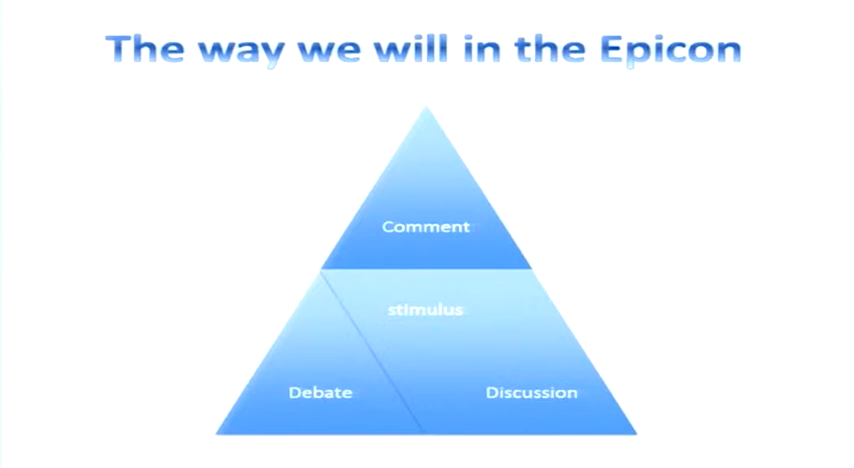 The way we will in the Epicon
Comment
stimulus
Debate
Discussion